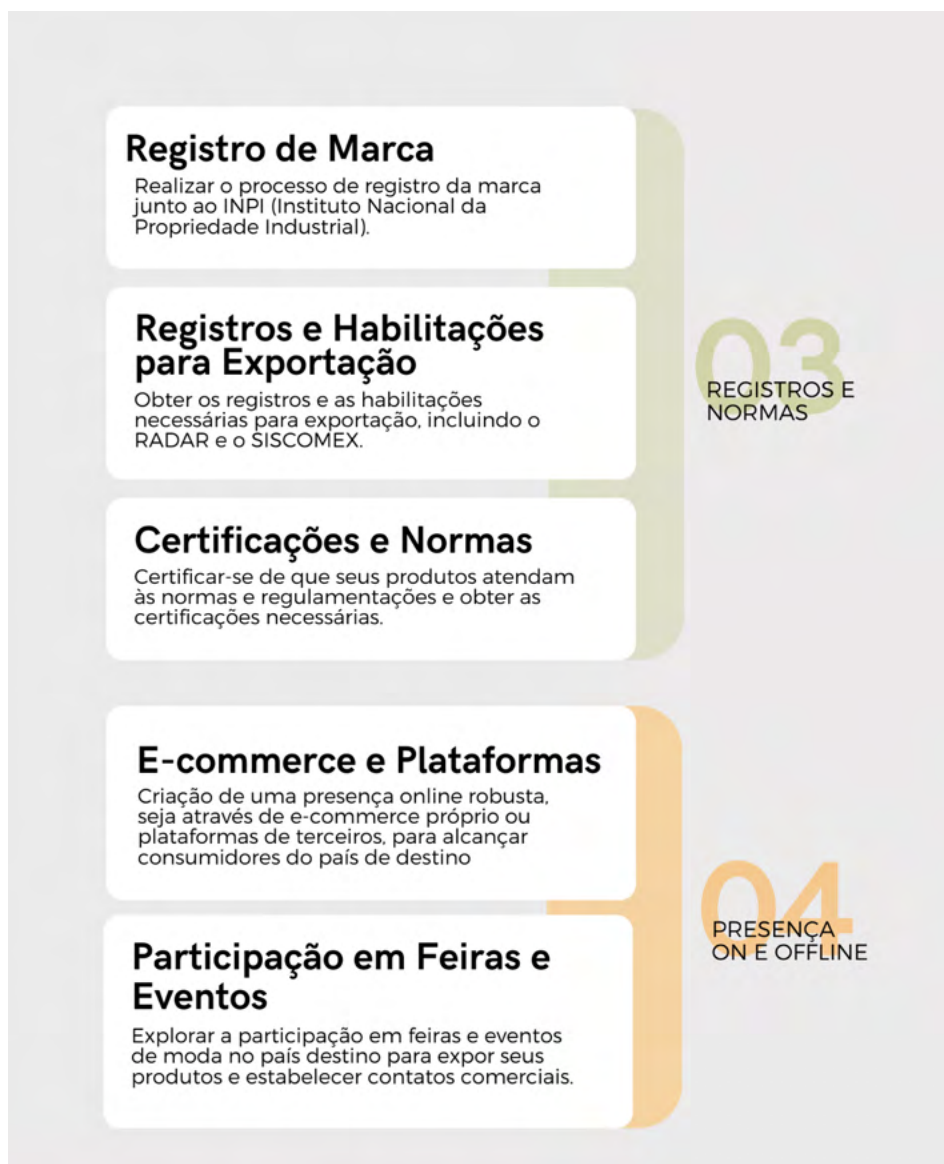 Registro de Marca
Realizar o processo de registro da marca
junto ao INPI (Instituto Nacional da
Propriedade Industrial).
Registros e Habilitações
para Exportação
Obter os registros e as habilitações
necessárias para exportação, incluindo o
RADAR e o SISCOMEX.
Certificações e Normas
Certificar-se de que seus produtos atendam
às normas e regulamentações e obter as
certificações necessárias.
03
REGISTROS E
NORMAS
E-commerce e Plataformas
Criação de uma presença online robusta,
seja através de e-commerce próprio ou
plataformas de terceiros, para alcançar
consumidores do país de destino
Participação em Feiras e
Eventos
Explorar a participação em feiras e eventos
de moda no país destino para expor seus
produtos e estabelecer contatos comerciais.
04
PRESENÇA
ON E OFFLINE